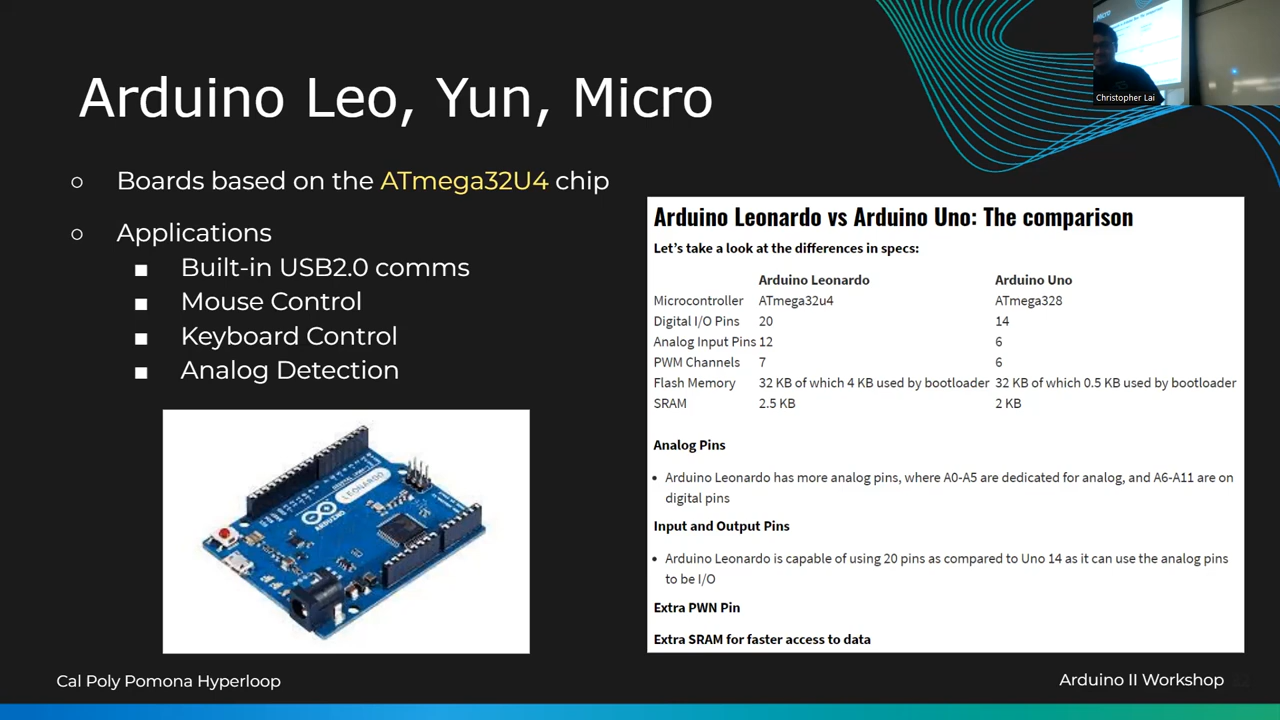 MICRO
Christopher Lai
Arduino Leo, Yun, Micro
Boards based on the ATmega32U4 chip
Applications
Built-in USB2.0 comms
Mouse Control
Keyboard Control
Analog Detection
ARDUINO
LEONARDO
Arduino Leonardo vs Arduino Uno: The comparison
Let's take a look at the differences in specs:
Arduino Leonardo Arduino Uno
Microcontroller ATmega32u4 ATmega328
Digital I/O Pins 20 14
Analog Input Pins 12 6
PWM Channels 7 6
Flash Memory 32 KB of which 4 KB used by bootloader 32 KB of which 0.5 KB used by bootloader
SRAM 2.5 KB 2 KB
Analog Pins
• Arduino Leonardo has more analog pins, where A0-A5 are dedicated for analog, and A6-A11 are on
digital pins
Input and Output Pins
• Arduino Leonardo is capable of using 20 pins as compared to Uno 14 as it can use the analog pins
to be I/O
Extra PWN Pin
Extra SRAM for faster access to data
Cal Poly Pomona Hyperloop
Arduino II Workshop